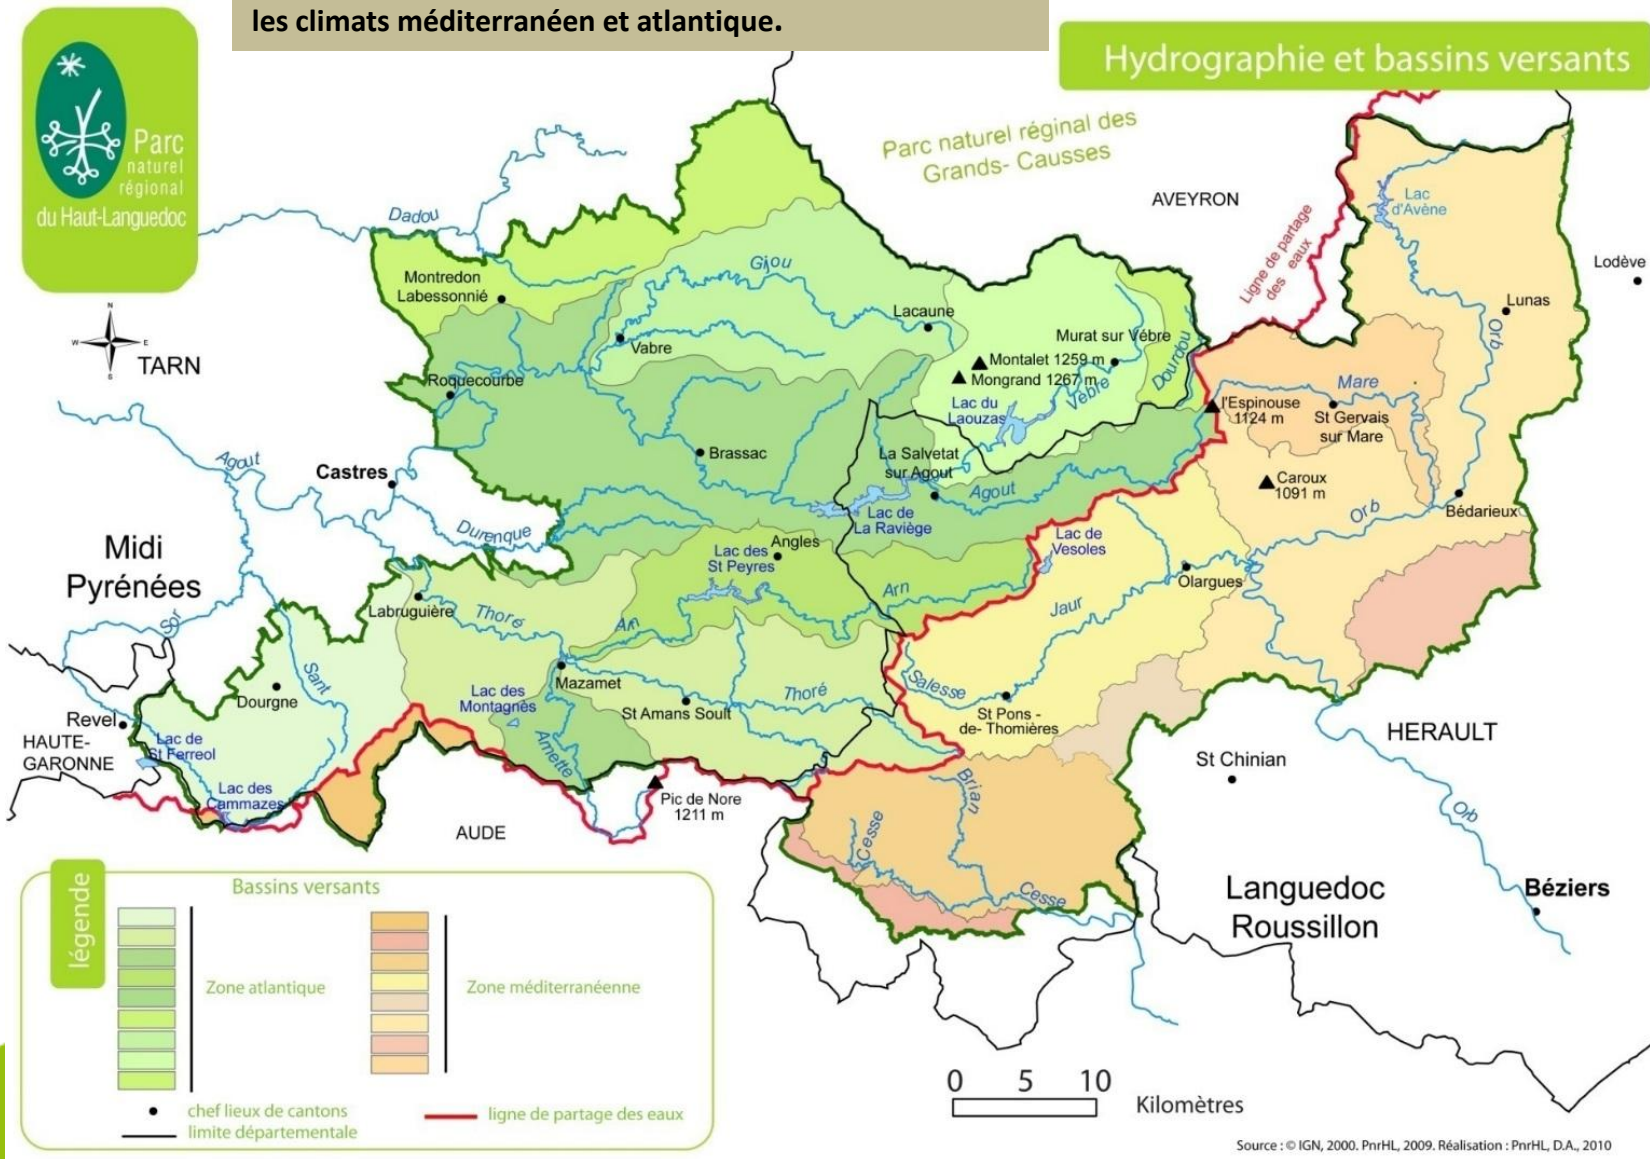 les climats méditerranéen et atlantique.
Hydrographie et bassins versants
Parc
naturel
régional
du Haut-Languedoc
N
W
E
S
Parc naturel réginal des
Grands- Causses
AVEYRON
Ligne de partage
des eaux
Lac
d'Avène
Lodève
Lunas
Orb
Dadou
Montredon
Labessonnié
Gijou
Lacaune
Vabre
Murat sur Vèbre
Montalet 1259 m
Mongrand 1267 m
Vèbre
Dourdou
Lac du
Laouzas
TARN
Roquecourbe
Mare
l'Espinouse
1124 m
St Gervais
sur Mare
Brassac
La Salvetat
sur Agout
Agout
Caroux
1091 m
Agout
Castres
Durenque
Lac de
La Raviège
Orb
Bédarieux
Midi
Pyrénées
Lac des
St Peyres
Angles
Lac de
Vesoles
Olargues
Arn
Jaur
Labruguière
Thoré
Arn
Sor
Sant
Dourgne
Mazamet
Lac des
Montagnès
St Amans Soult
Thoré
Salesse
St Pons -
de- Thomières
Revel
HAUTE-
GARONNE
Lac de
St Ferreol
Lac des
Cammazes
Arnette
Pic de Nore
1211 m
AUDE
Brian
Cesse
Cesse
HERAULT
St Chinian
Orb
Languedoc
Roussillon
Béziers
légende
Bassins versants
Zone atlantique
Zone méditerranéenne
chef lieux de cantons
limite départementale
ligne de partage des eaux
0 5 10
Kilomètres
Source : © IGN, 2000. PnrHL, 2009. Réalisation : PnrHL, D.A., 2010